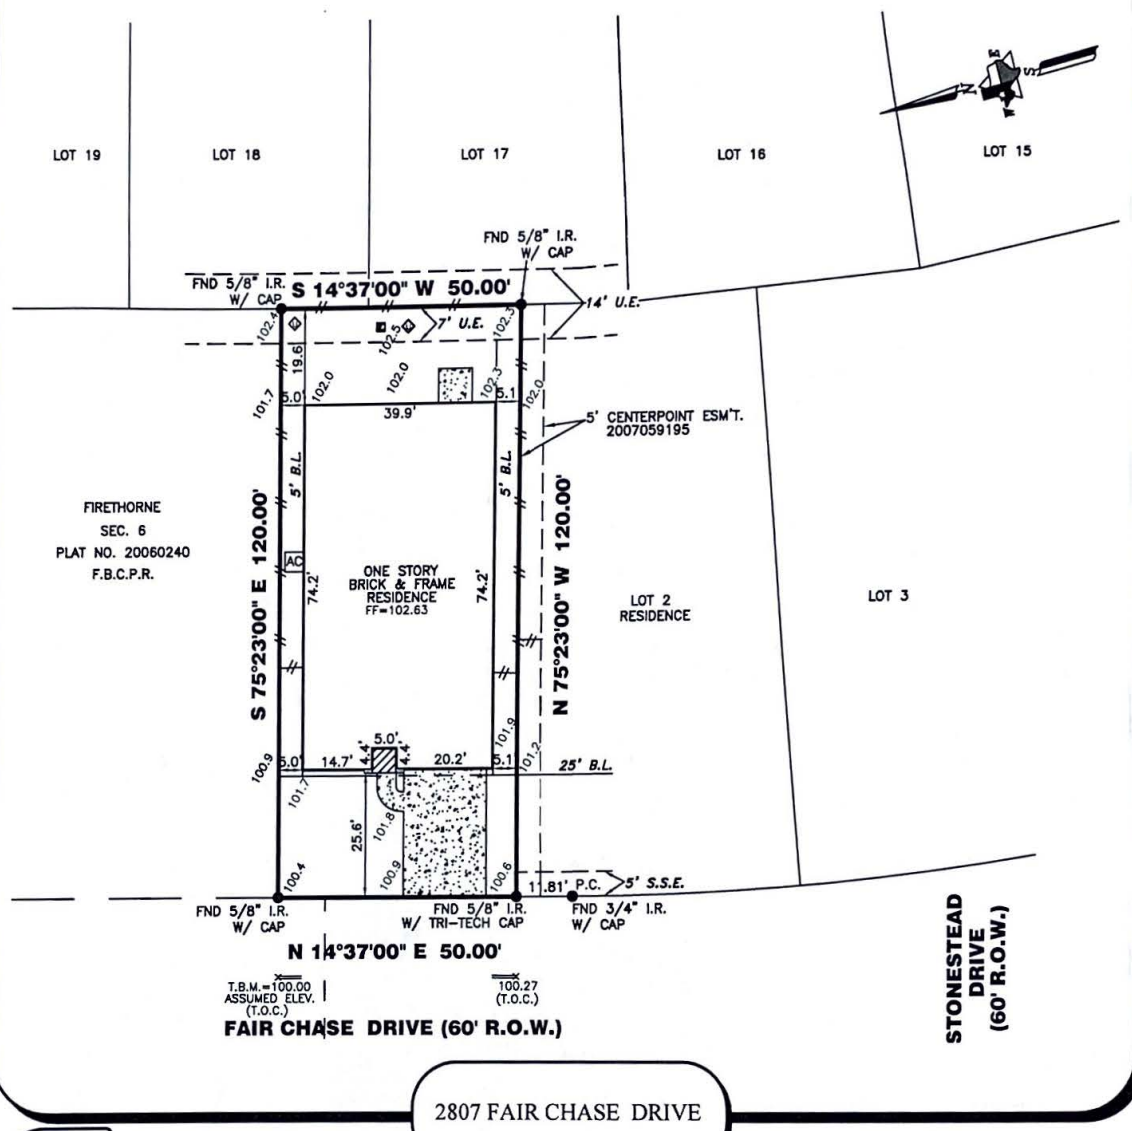 E
N
S
W
LOT 19
LOT 18
LOT 17
LOT 16
LOT 15
FND 5/8" I.R.
W/ CAP
FND 5/8" I.R.
W/ CAP
S 14°37'00" W 50.00'
14' U.E.
7' U.E.
102.4
102.5
102.3
19.6
101.7
5.0'
102.0
102.0
102.3
5.1
102.0
39.9'
5' CENTERPOINT ESM'T.
2007059195
5' B.L.
5' B.L.
FIRETHORNE
SEC. 6
PLAT NO. 20060240
F.B.C.P.R.
S 75°23'00" E 120.00'
N 75°23'00" W 120.00'
AC
74.2'
74.2'
ONE STORY
BRICK & FRAME
RESIDENCE
FF=102.63
LOT 2
RESIDENCE
LOT 3
101.9
101.2
100.9
5.0'
14.7'
4.4'
5.0'
4.4'
20.2'
5.1
25' B.L.
101.7
101.8
25.6'
100.4
100.9
100.6
11.81' P.C.
5' S.S.E.
FND 5/8" I.R.
W/ CAP
FND 5/8" I.R.
W/ TRI-TECH CAP
FND 3/4" I.R.
W/ CAP
N 14°37'00" E 50.00'
T.B.M.=100.00
ASSUMED ELEV.
(T.O.C.)
100.27
(T.O.C.)
STONESTEAD
DRIVE
(60' R.O.W.)
FAIR CHASE DRIVE (60' R.O.W.)
2807 FAIR CHASE DRIVE